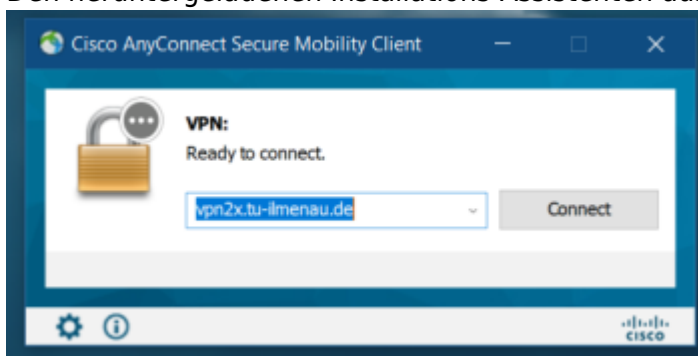 Cisco AnyConnect Secure Mobility Client
VPN:
Ready to connect.
vpn2x.tu-ilmenau.de
Connect
CISCO